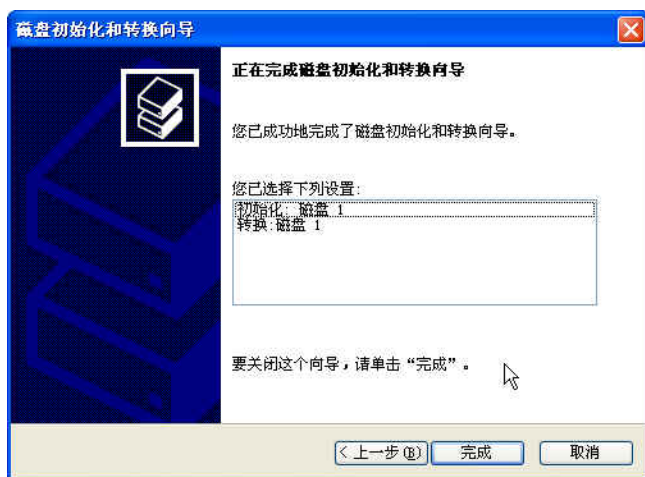 磁盘初始化和转换向导
正在完成磁盘初始化和转换向导
您已成功地完成了磁盘初始化和转换向导。
您已选择下列设置:
初始化: 磁盘 1
转换:磁盘 1
要关闭这个向导,请单击“完成”。
< 上一步(B) 完成 取消